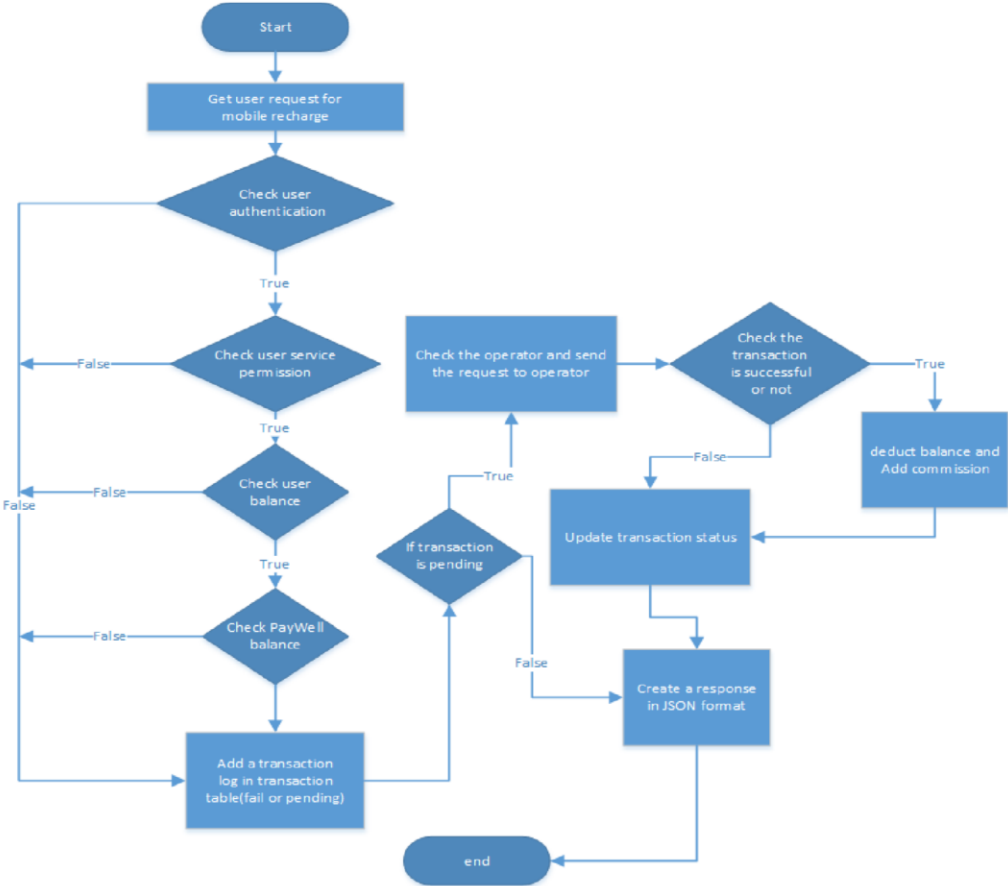 Start
Get user request for
mobile recharge
Check user
authentication
True
Check user service
permission
False
True
Check user
balance
False
False
True
Check PayWell
balance
False
Add a transaction
log in transaction
table(fail or pending)
If transaction
is pending
True
False
Check the operator and send
the request to operator
Check the
transaction
is successful
or not
True
False
deduct balance and
Add commission
Update transaction status
Create a response
in JSON format
end